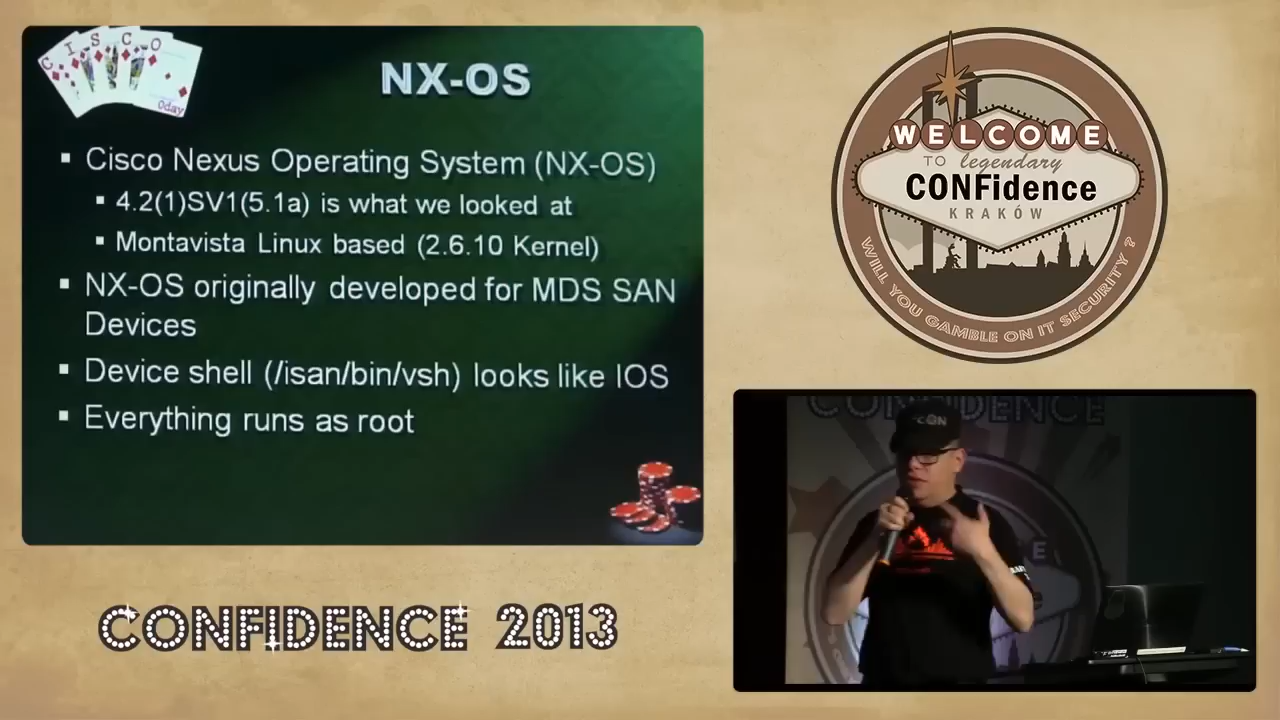 CISCO
0day
NX-OS
▪ Cisco Nexus Operating System (NX-OS)
▪ 4.2(1)SV1(5.1a) is what we looked at
▪ Montavista Linux based (2.6.10 Kernel)
▪ NX-OS originally developed for MDS SAN
Devices
▪ Device shell (/isan/bin/vsh) looks like IOS
▪ Everything runs as root
CONFIDENCE 2013
WELCOME
TO legendary
CONFidence
KRAKÓW
WILL YOU GAMBLE ON IT SECURITY ?
CONFIDENCE